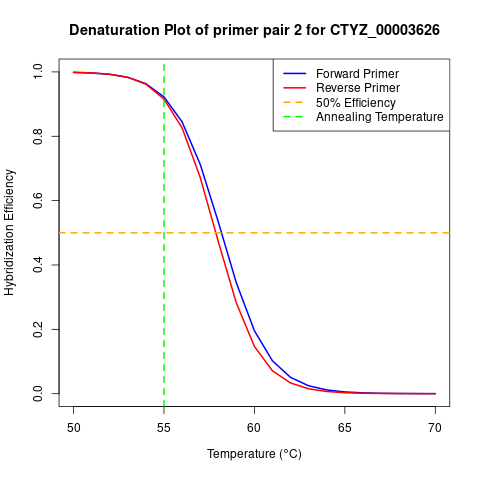 Denaturation Plot of primer pair 2 for CTYZ_00003626
Forward Primer
Reverse Primer
50% Efficiency
Annealing Temperature
Hybridization Efficiency
1.0
0.8
0.6
0.4
0.2
0.0
50
55
60
65
70
Temperature (°C)